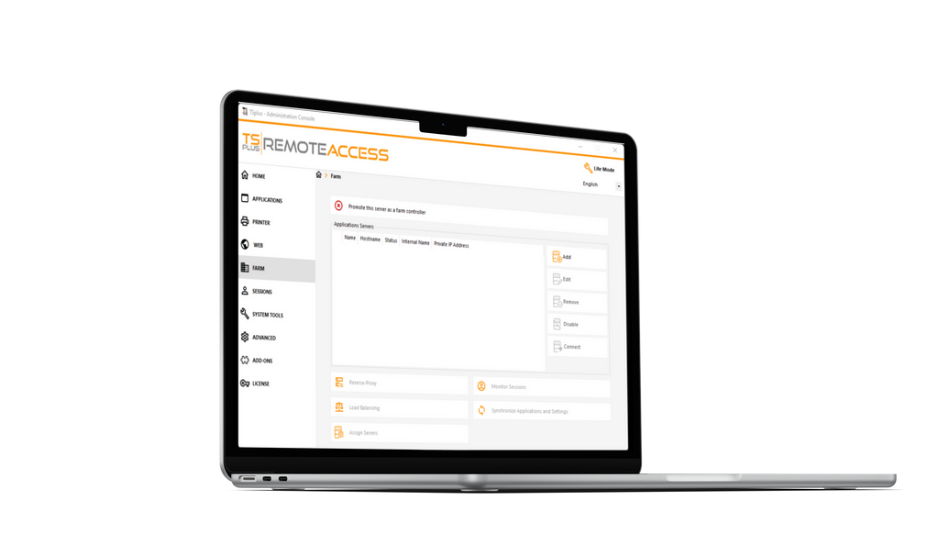 TSplus - Administration Console
TS PLUS REMOTE ACCESS
Lite Mode
English
HOME
APPLICATIONS
PRINTER
WEB
FARM
SESSIONS
SYSTEM TOOLS
ADVANCED
ADD-ONS
LICENSE
Farm
Promote this server as a farm controller
Applications Servers
Name Hostname Status Internal Name Private IP Address
Add
Edit
Remove
Disable
Connect
Reverse Proxy
Monitor Sessions
Load Balancing
Synchronize Applications and Settings
Assign Servers